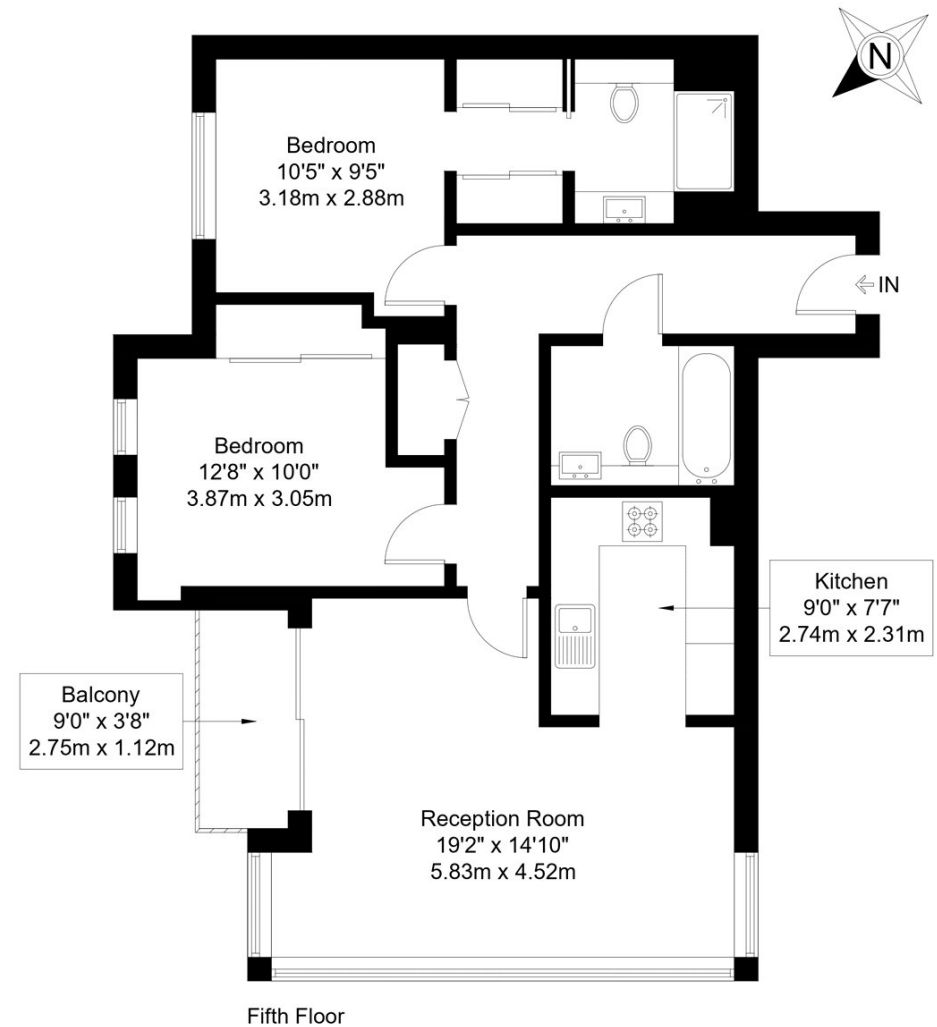 N
Bedroom
10'5" x 9'5"
3.18m x 2.88m
IN
Bedroom
12'8" x 10'0"
3.87m x 3.05m
Kitchen
9'0" x 7'7"
2.74m x 2.31m
Balcony
9'0" x 3'8"
2.75m x 1.12m
Reception Room
19'2" x 14'10"
5.83m x 4.52m
Fifth Floor